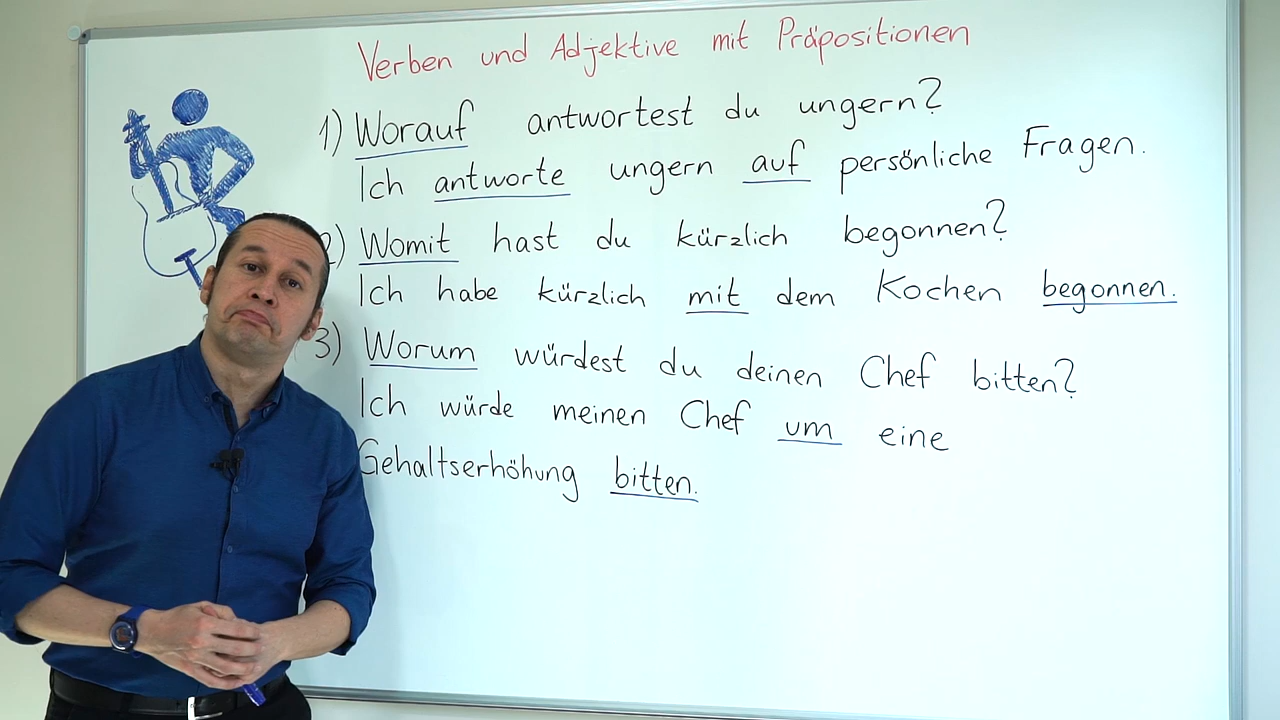 Verben und Adjektive mit Präpositionen
1) Worauf antwortest du ungern?
Ich antworte ungern auf persönliche Fragen.
2) Womit hast du kürzlich begonnen?
Ich habe kürzlich mit dem Kochen begonnen.
3) Worum würdest du deinen Chef bitten?
Ich würde meinen Chef um eine
Gehaltserhöhung bitten.